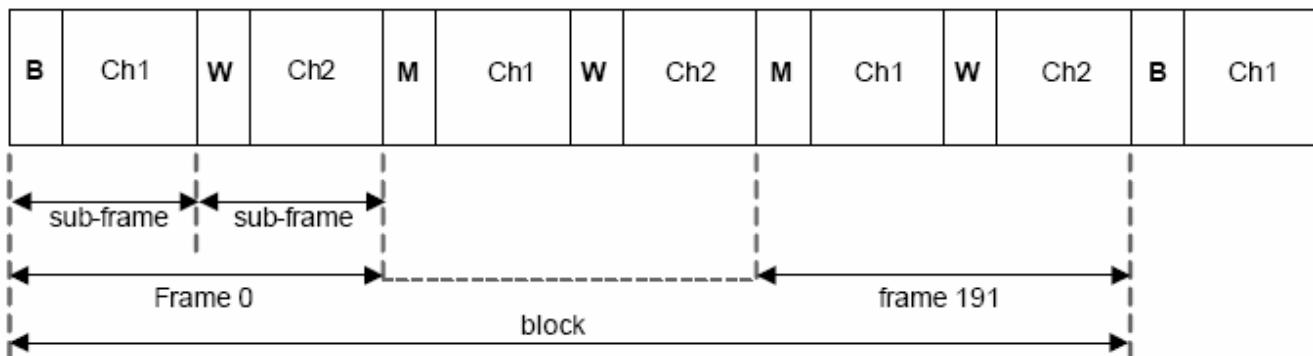 B Ch1 W Ch2 M Ch1 W Ch2 M Ch1 W Ch2 B Ch1
sub-frame sub-frame
Frame 0 frame 191
block